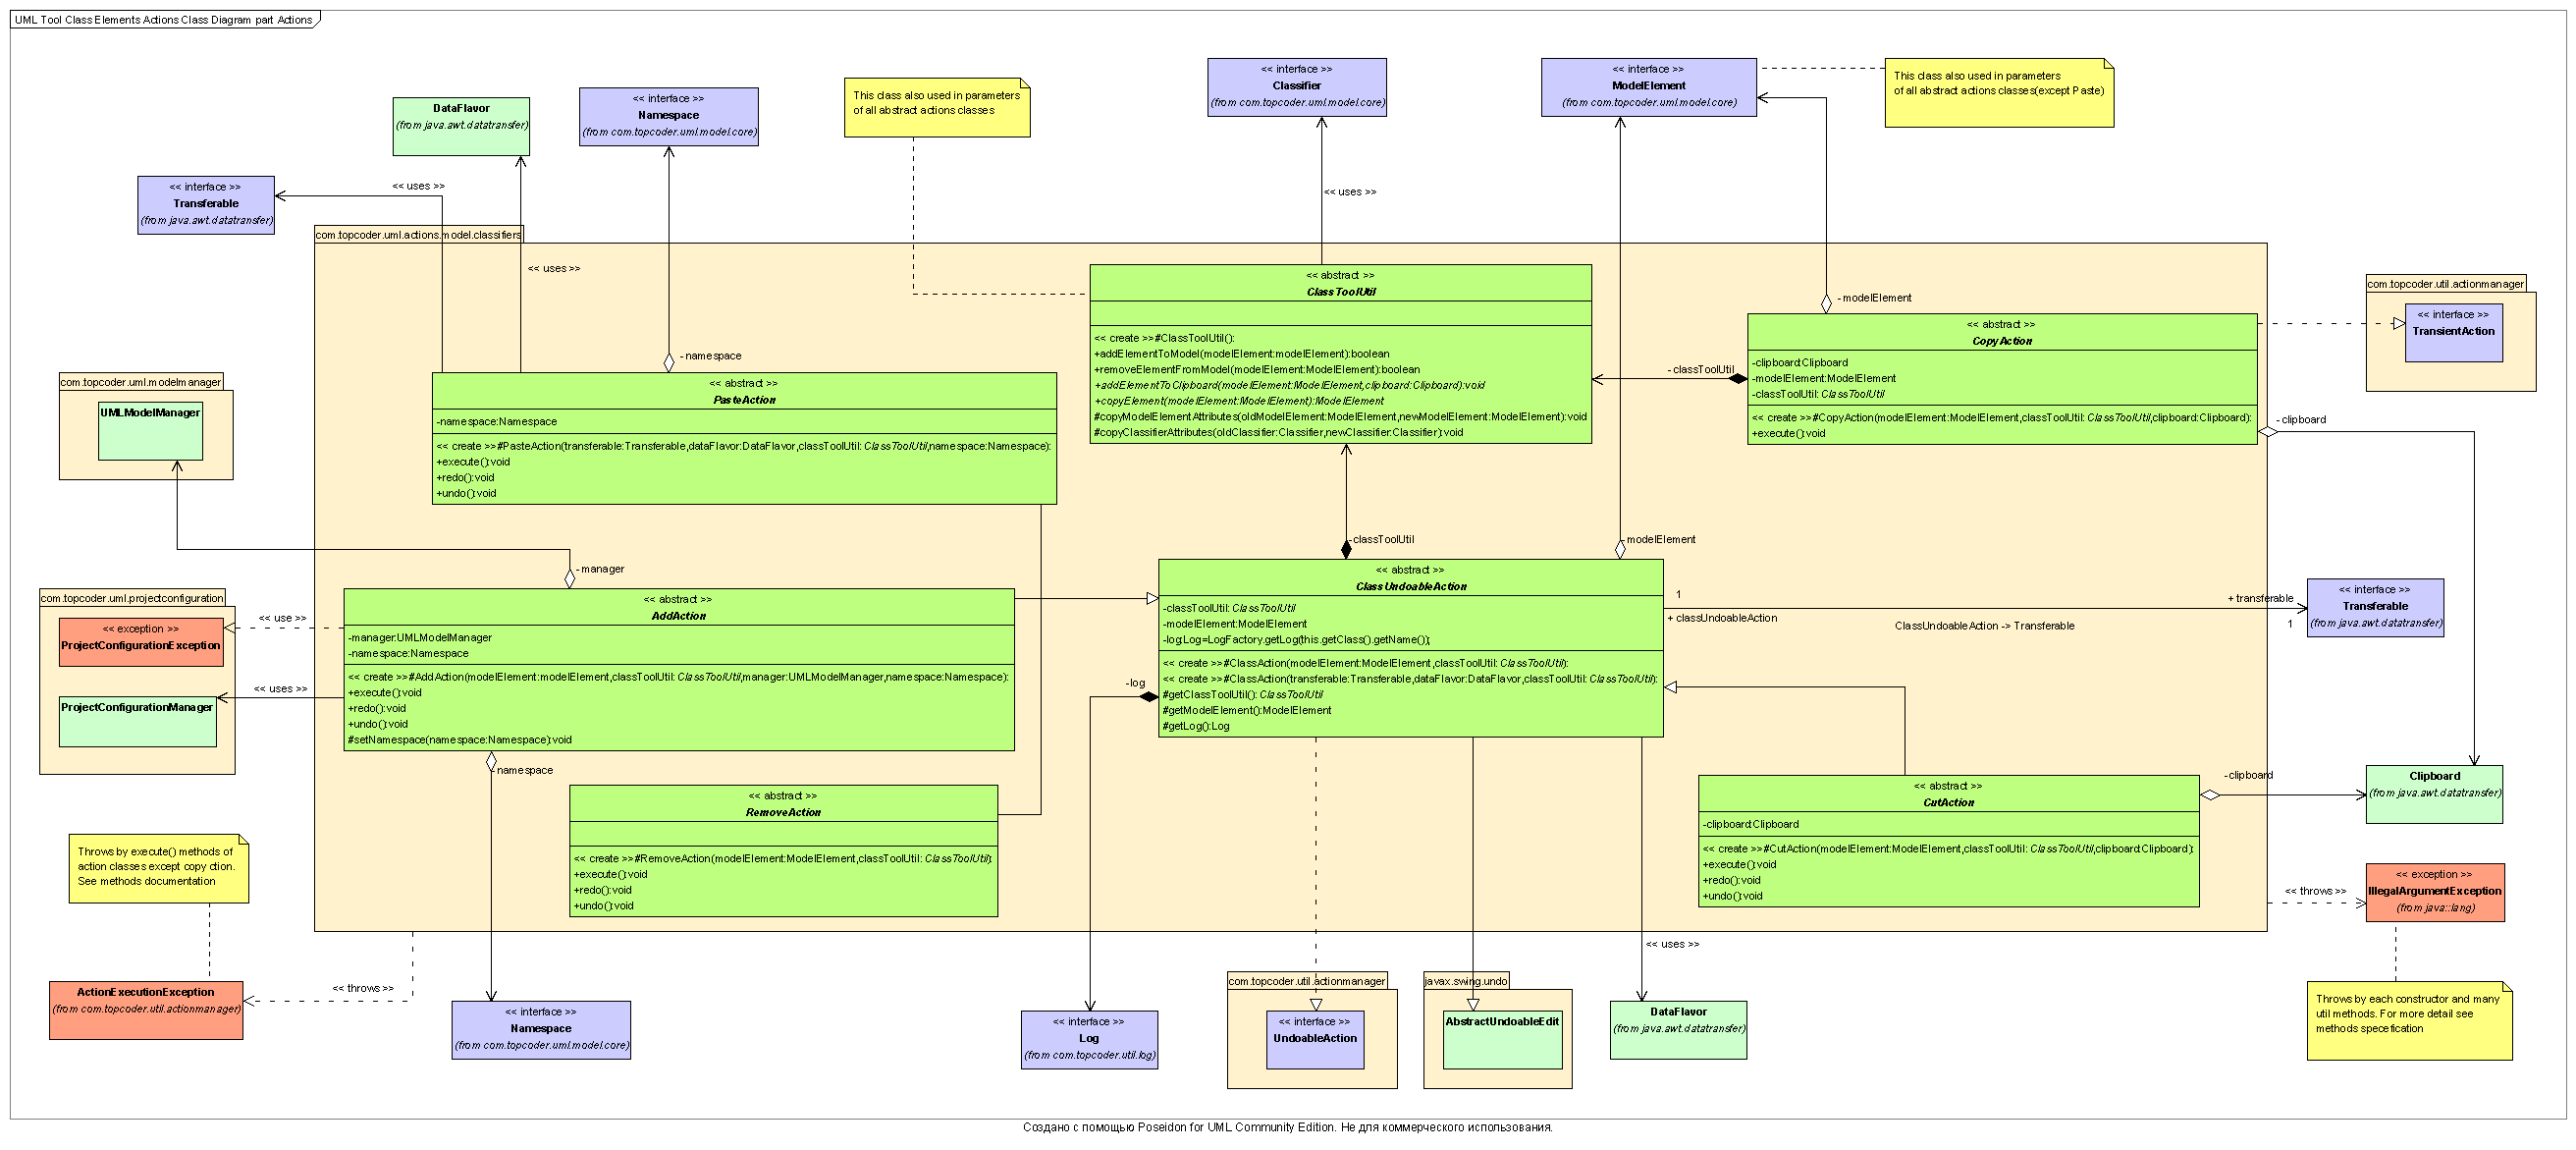 UML Tool Class Elements Actions Class Diagram part Actions
<< interface >>
Classifier
(from com.topcoder.uml.model.core)
<< interface >>
ModelElement
(from com.topcoder.uml.model.core)
This class also used in parameters
of all abstract actions classes(except Paste)
This class also used in parameters
of all abstract actions classes
DataFlavor
(from java.awt.datatransfer)
<< interface >>
Namespace
(from com.topcoder.uml.model.core)
<< interface >>
Transferable
(from java.awt.datatransfer)
<< uses >>
<< uses >>
<< uses >>
com.topcoder.uml.actions.model.classifiers
<< abstract >>
ClassToolUtil
<< create >>#ClassToolUtil():
+addElementToModel(modelElement:modelElement):boolean
+removeElementFromModel(modelElement:ModelElement):boolean
+addElementToClipboard(modelElement:ModelElement,clipboard:Clipboard):void
+copyElement(modelElement:ModelElement):ModelElement
#copyModelElementAttributes(oldModelElement:ModelElement,newModelElement:ModelElement):void
#copyClassifierAttributes(oldClassifier:Classifier,newClassifier:Classifier):void
-modelElement
<< abstract >>
CopyAction
-clipboard:Clipboard
-modelElement:ModelElement
-classToolUtil: ClassToolUtil
<< create >>#CopyAction(modelElement:ModelElement,classToolUtil: ClassToolUtil,clipboard:Clipboard):
+execute():void
-classToolUtil
com.topcoder.util.actionmanager
<< interface >>
TransientAction
-clipboard
-namespace
<< abstract >>
PasteAction
-namespace:Namespace
<< create >>#PasteAction(transferable:Transferable,dataFlavor:DataFlavor,classToolUtil: ClassToolUtil,namespace:Namespace):
+execute():void
+redo():void
+undo():void
com.topcoder.uml.modelmanager
UMLModelManager
-manager
-classToolUtil
-modelElement
com.topcoder.uml.projectconfiguration
<< exception >>
ProjectConfigurationException
ProjectConfigurationManager
<< use >>
<< uses >>
<< abstract >>
AddAction
-manager:UMLModelManager
-namespace:Namespace
<< create >>#AddAction(modelElement:modelElement,classToolUtil: ClassToolUtil,manager:UMLModelManager,namespace:Namespace):
+execute():void
+redo():void
+undo():void
#setNamespace(namespace:Namespace):void
<< abstract >>
ClassUndoableAction
-classToolUtil: ClassToolUtil
-modelElement:ModelElement
-log:Log=LogFactory.getLog(this.getClass().getName());
<< create >>#ClassAction(modelElement:ModelElement,classToolUtil: ClassToolUtil):
<< create >>#ClassAction(transferable:Transferable,dataFlavor:DataFlavor,classToolUtil: ClassToolUtil):
#getClassToolUtil(): ClassToolUtil
#getModelElement():ModelElement
#getLog():Log
1
+ classUndoableAction
ClassUndoableAction -> Transferable
+ transferable
1
<< interface >>
Transferable
(from java.awt.datatransfer)
-log
-namespace
<< abstract >>
RemoveAction
<< create >>#RemoveAction(modelElement:ModelElement,classToolUtil: ClassToolUtil):
+execute():void
+redo():void
+undo():void
<< abstract >>
CutAction
-clipboard:Clipboard
<< create >>#CutAction(modelElement:ModelElement,classToolUtil: ClassToolUtil,clipboard:Clipboard):
+execute():void
+redo():void
+undo():void
-clipboard
Clipboard
(from java.awt.datatransfer)
<< throws >>
<< exception >>
IllegalArgumentException
(from java::lang)
Throws by execute() methods of
action classes except copy ction.
See methods documentation
ActionExecutionException
(from com.topcoder.util.actionmanager)
<< throws >>
<< interface >>
Namespace
(from com.topcoder.uml.model.core)
<< interface >>
Log
(from com.topcoder.util.log)
com.topcoder.util.actionmanager
<< interface >>
UndoableAction
javax.swing.undo
AbstractUndoableEdit
<< uses >>
DataFlavor
(from java.awt.datatransfer)
Throws by each constructor and many
util methods. For more detail see
methods specefication
Создано с помощью Poseidon for UML Community Edition. Не для коммерческого использования.